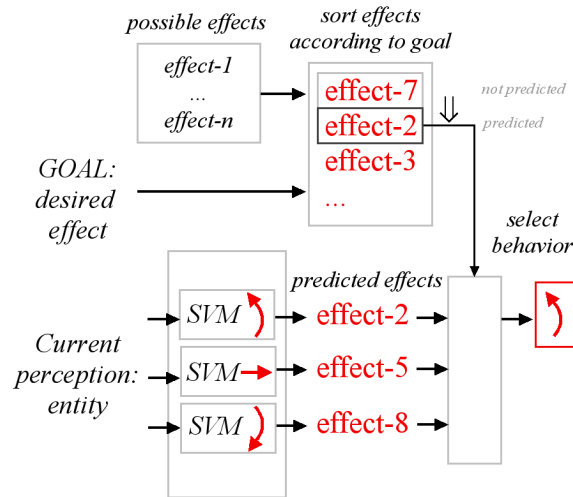 possible effects
sort effects
according to goal
effect-1
...
effect-n
effect-7
effect-2
effect-3
...
not predicted
predicted
GOAL:
desired
effect
select
behavior
predicted effects
SVM
effect-2
Current
perception:
entity
SVM
effect-5
SVM
effect-8